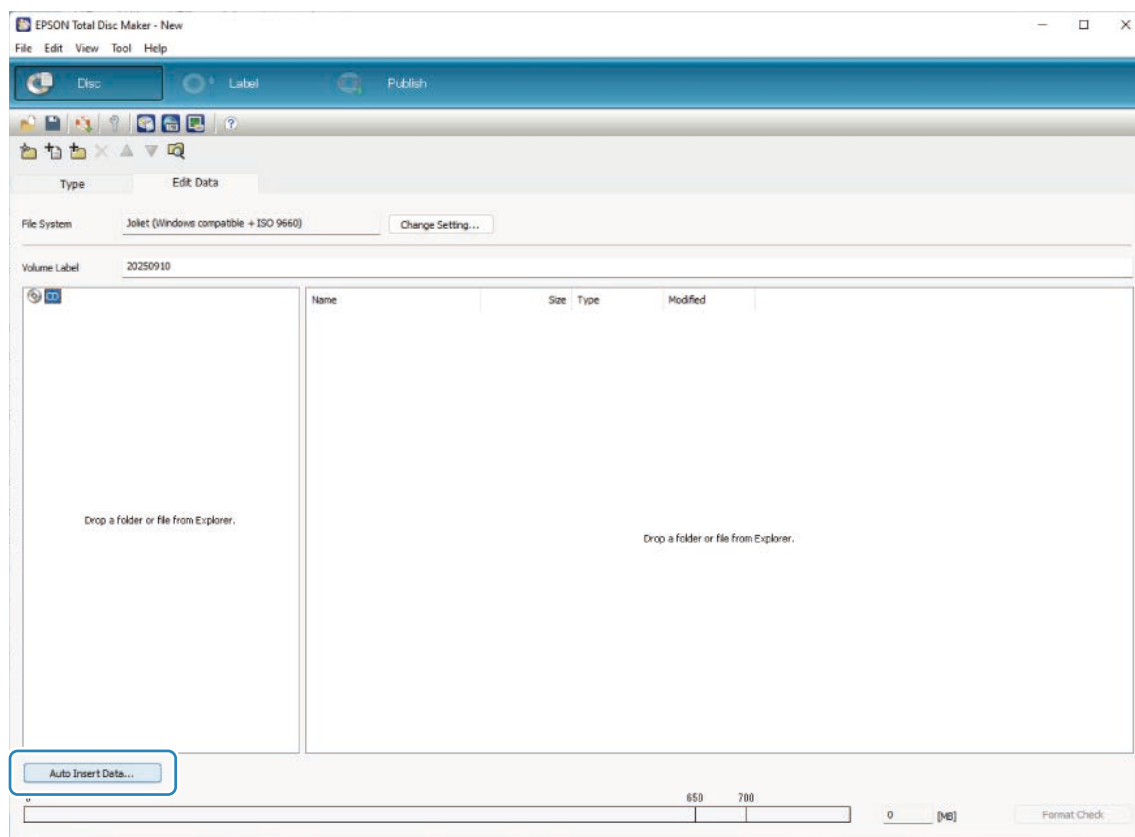 EPSON Total Disc Maker - New
File Edit View Tool Help
Disc Label Publish
Type Edit Data
File System Joliet (Windows compatible + ISO 9660) Change Setting...
Volume Label 20250910
Name Size Type Modified
Drop a folder or file from Explorer.
Drop a folder or file from Explorer.
Auto Insert Data...
650 700
0 [MB] Format Check